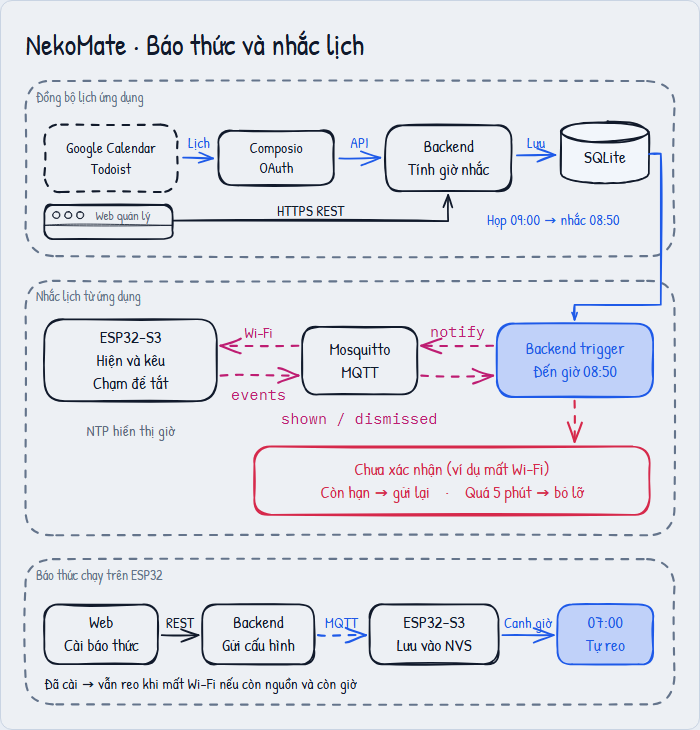 NekoMate · Báo thức và nhắc lịch
Đồng bộ lịch ứng dụng
Google Calendar
Todoist
Lịch
Composio
OAuth
API
Backend
Tính giờ nhắc
Lưu
SQLite
Web quản lý
HTTPS REST
Họp 09:00 → nhắc 08:50
Nhắc lịch từ ứng dụng
ESP32-S3
Hiện và kêu
Chạm để tắt
Wi-Fi
events
Mosquitto
MQTT
notify
Backend trigger
Đến giờ 08:50
shown / dismissed
NTP hiển thị giờ
Chưa xác nhận (ví dụ mất Wi-Fi)
Còn hạn → gửi lại · Quá 5 phút → bỏ lỡ
Báo thức chạy trên ESP32
Web
Cài báo thức
REST
Backend
Gửi cấu hình
MQTT
ESP32-S3
Lưu vào NVS
Canh giờ
07:00
Tự reo
Đã cài → vẫn reo khi mất Wi-Fi nếu còn nguồn và còn giờ